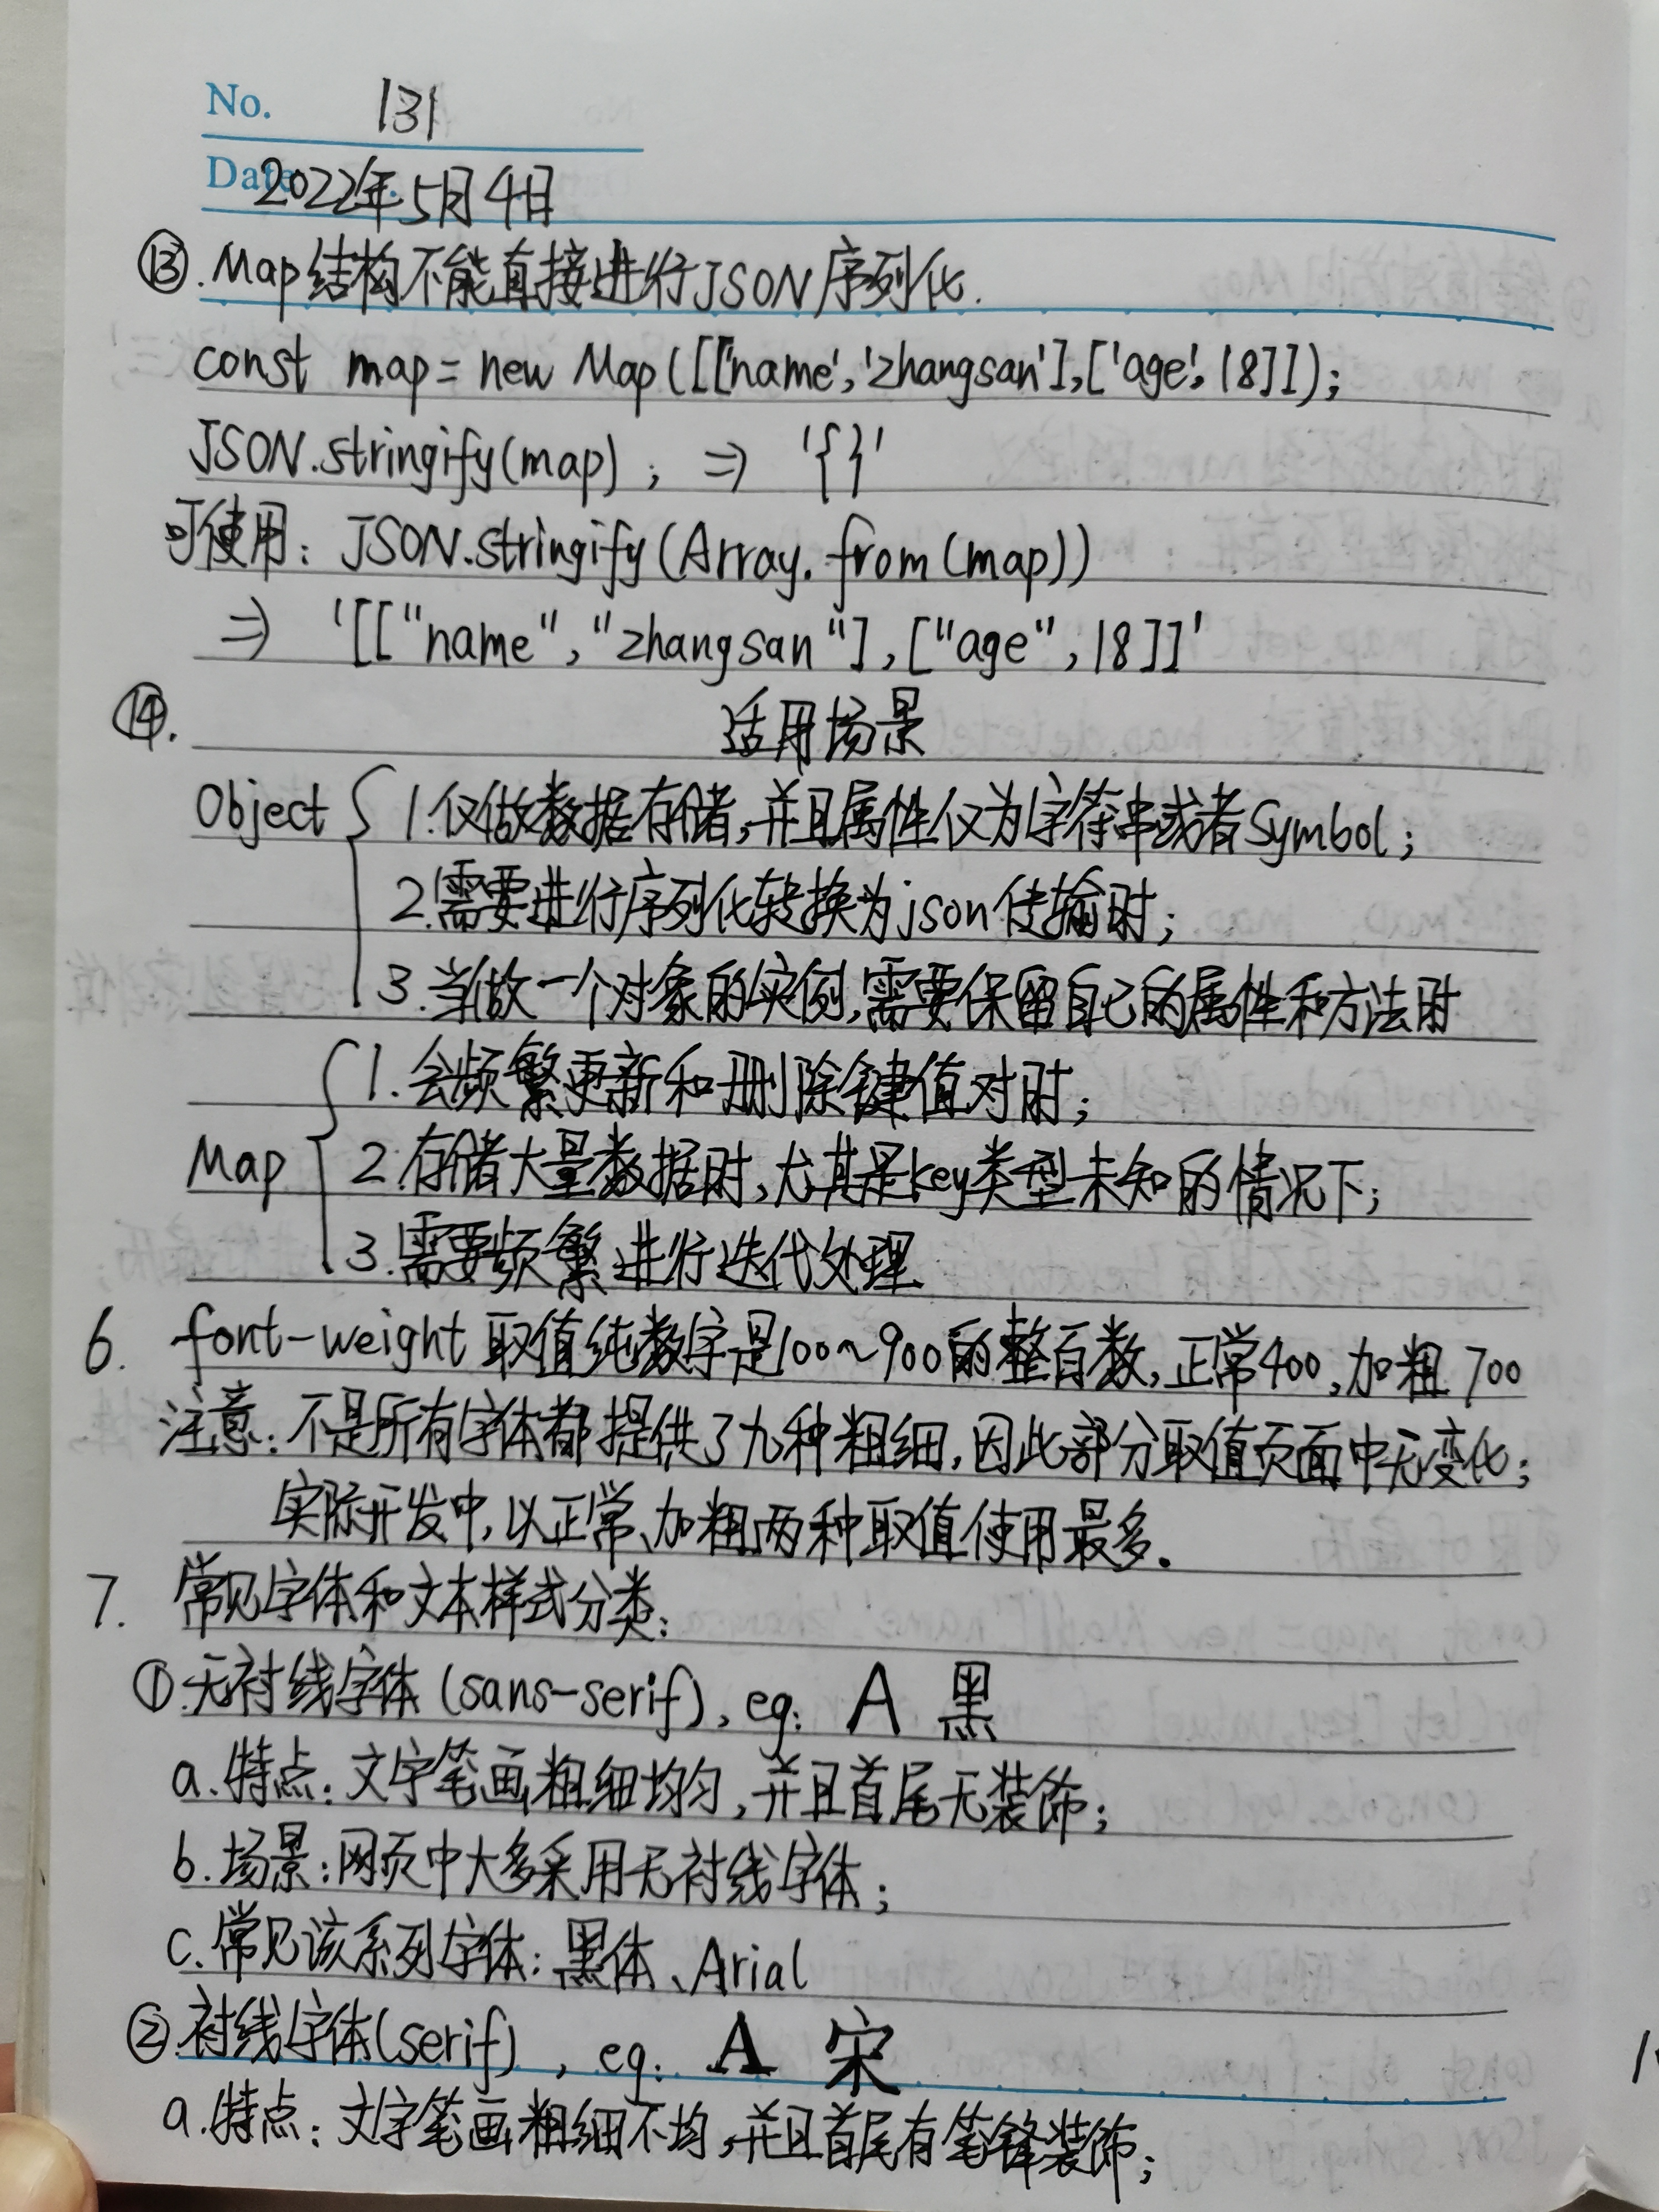 No. 131
Date 2022年5月4日
⑬.Map结构不能直接进行JSON序列化.
const map = new Map([['name','zhangsan'],['age',18]]);
JSON.stringify(map); ⇒ '{}'
可使用: JSON.stringify(Array.from(map))
⇒ '[["name","zhangsan"],["age",18]]'
⑭. 适用场景
Object { 1.仅做数据存储,并且属性仅为字符串或者Symbol;
2.需要进行序列化转换为json传输时;
3.当做一个对象的实例,需要保留自己的属性和方法时
1.会频繁更新和删除键值对时;
Map { 2.存储大量数据时,尤其是key类型未知的情况下;
3.需要频繁进行迭代处理.
6. font-weight 取值纯数字是100~900的整百数,正常400,加粗700
注意:不是所有字体都提供了九种粗细,因此部分取值页面中无变化;
实际开发中,以正常、加粗两种取值使用最多.
7. 常见字体和文本样式分类:
①.无衬线字体 (sans-serif), eg: A 黑
a.特点:文字笔画粗细均匀,并且首尾无装饰;
b.场景:网页中大多采用无衬线字体;
c.常见该系列字体:黑体、Arial
②.衬线字体(serif), eg: A 宋
a.特点:文字笔画粗细不均,并且首尾有笔锋装饰;